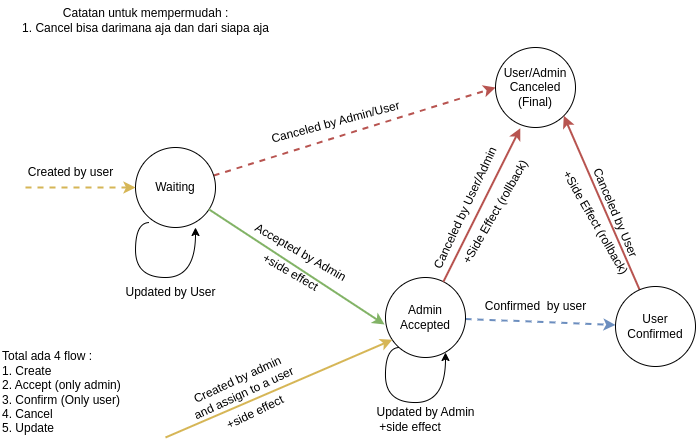 Catatan untuk mempermudah :
1. Cancel bisa darimana aja dan dari siapa aja
User/Admin
Canceled
(Final)
Canceled by Admin/User
Created by user
Waiting
Canceled by User/Admin
+Side Effect (rollback)
Canceled by User
+Side Effect (rollback)
Accepted by Admin
+side effect
Updated by User
Admin
Accepted
Confirmed  by user
User
Confirmed
Total ada 4 flow :
1. Create
2. Accept (only admin)
3. Confirm (Only user)
4. Cancel
5. Update
Created by admin
and assign to a user
+side effect
Updated by Admin
+side effect